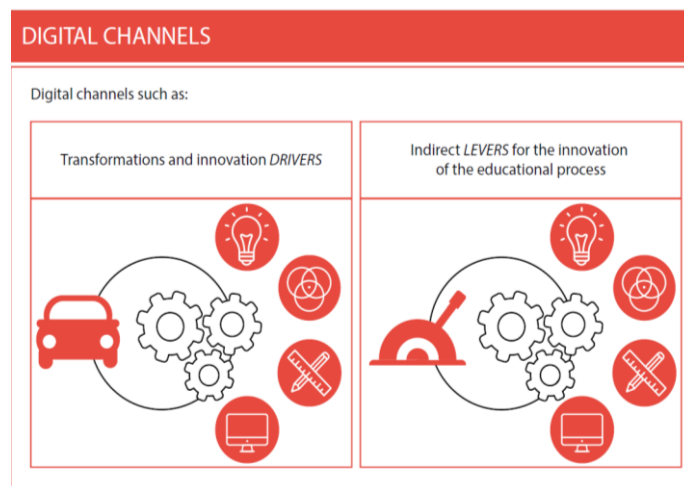 DIGITAL CHANNELS
Digital channels such as:
Transformations and innovation DRIVERS
Indirect LEVERS for the innovation
of the educational process